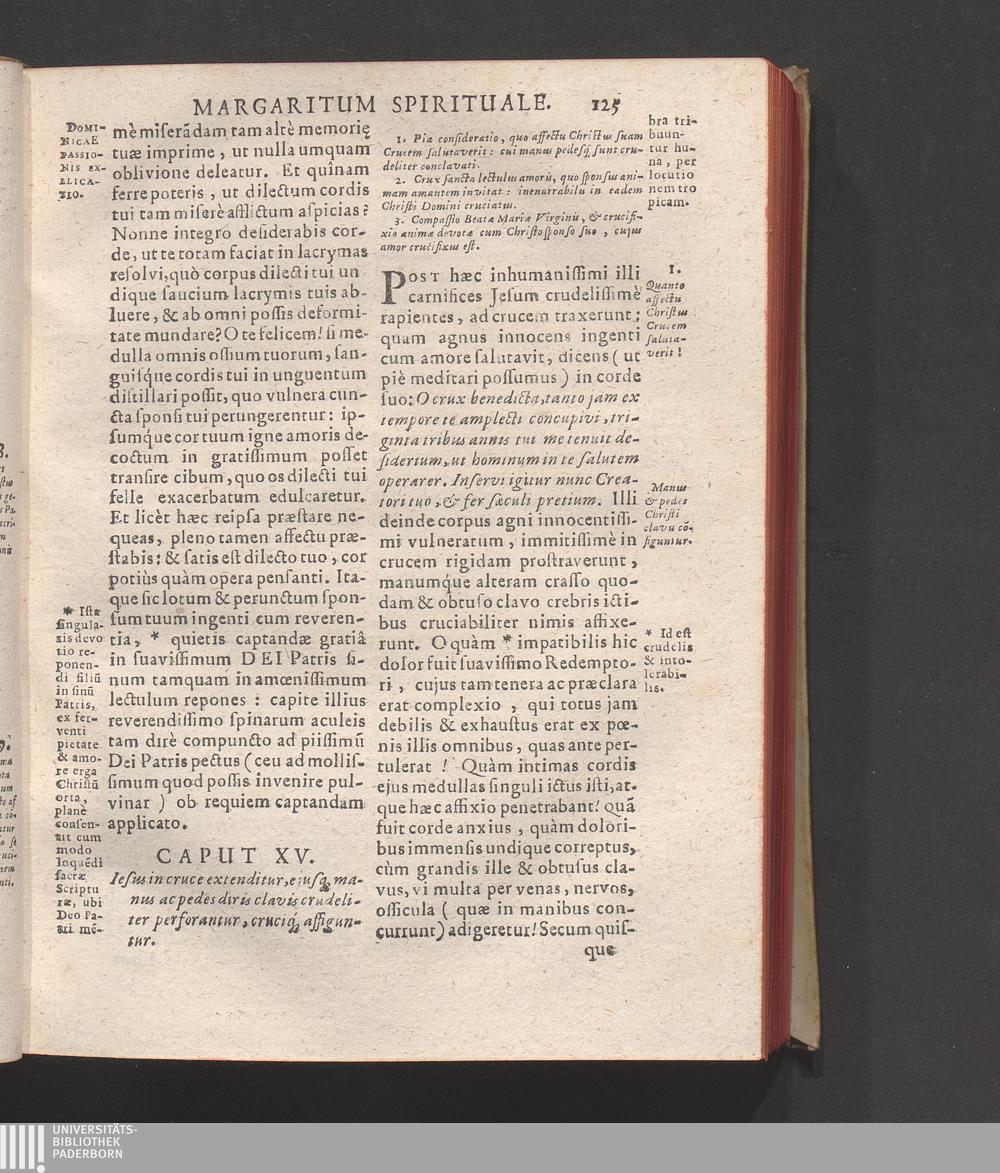 MARGARITUM SPIRITUALE. 125
DOMI-
NICAE
PASSIO-
NIS EX-
PLICA-
TIO.
mè miserãdam tam altè memorię
tuæ imprime, ut nulla umquam
oblivione deleatur. Et quînam
ferre poteris, ut dilectum cordis
tui tam miserè afflictum aspicias?
Nonne integro desiderabis cor-
de, ut te totam faciat in lacrymas
resolvi, quò corpus dilecti tui un
dique saucium lacrymis tuis ab-
luere, & ab omni possis deformi-
tate mundare? O te felicem! si me-
dulla omnis ossium tuorum, san-
guisq́ue cordis tui in unguentum
distillari possit, quo vulnera cun-
cta sponsi tui perungerentur: ip-
sumq́ue cor tuum igne amoris de-
coctum in gratissimum posset
transire cibum, quo os dilecti tui
felle exacerbatum edulcaretur.
Et licèt hæc reipsa præstare ne-
queas, pleno tamen affectu præ-
stabis: & satis est dilecto tuo, cor
potiùs quàm opera pensanti. Ita-
que sic lotum & perunctum spon-
sum tuum ingenti cum reveren-
tia, * quietis captandæ gratiâ
in suavissimum DEI Patris si-
num tamquam in amœnissimum
lectulum repones: capite illius
reverendissimo spinarum aculeis
tam dirè compuncto ad piissimũ
Dei Patris pectus (ceu ad mollis-
simum quod possis invenire pul-
vinar) ob requiem captandam
applicato.
* Ista
singula-
ris devo
tio re-
ponen-
di filiũ
in sinũ
Patris,
ex fer-
venti
pietate
& amo-
re erga
Christũ
orta,
planè
consen-
tit cum
modo
loquẽdi
sacræ
Scriptu
ræ, ubi
Deo Pa-
tri mẽ-
CAPUT XV.
Iesus in cruce extenditur, ejusq́; ma-
nus ac pedes diris clavis crudeli-
ter perforantur, cruciq́; affigun-
tur.
1. Pia consideratio, quo affectu Christus suam
Crucem salutaverit: cui manus pedesq́; sunt cru-
deliter conclavati.
2. Crux sancta lectulus amoris, quo sponsus ani-
mam amantem invitat: inenarrabilis in eadem
Christi Domini cruciatus.
3. Compassio Beatæ Mariæ Virginis, & crucifi-
xio animæ devotæ cum Christo sponso suo, cujus
amor crucifixus est.
bra tri-
buun-
tur hu-
na, per
locutio
nem tro
picam.
POST hæc inhumanissimi illi
carnifices Jesum crudelissimè
rapientes, ad crucem traxerunt:
quam agnus innocens ingenti
cum amore salutavit, dicens (ut
piè meditari possumus) in corde
suo: O crux benedicta, tanto jam ex
tempore te amplecti concupivi, tri-
ginta tribus annis tui me tenuit de-
siderium, ut hominum in te salutem
operarer. Inservi igitur nunc Crea-
tori tuo, & fer sæculi pretium. Illi
deinde corpus agni innocentissi-
mi vulneratum, immitissimè in
crucem rigidam prostraverunt,
manumq́ue alteram crasso quo-
dam & obtuso clavo crebris icti-
bus cruciabiliter nimis affixe-
runt. O quàm * impatibilis hic
dolor fuit suavissimo Redempto-
ri, cujus tam tenera ac præclara
erat complexio, qui totus jam
debilis & exhaustus erat ex pœ-
nis illis omnibus, quas ante per-
tulerat! Quàm intimas cordis
ejus medullas singuli ictus isti, at-
que hæc affixio penetrabant! Quã
fuit corde anxius, quàm dolori-
bus immensis undique correptus,
cùm grandis ille & obtusus cla-
vus, vi multa per venas, nervos,
ossicula (quæ in manibus con-
currunt) adigeretur! Secum quis-
que
1.
Quanto
affectu
Christus
Crucem
saluta-
verit!
Manus
& pedes
Christi
clavis cõ-
figuntur.
* Id est
crudelis
& into-
lerabi-
lis.
UNIVERSITÄTS-
BIBLIOTHEK
PADERBORN